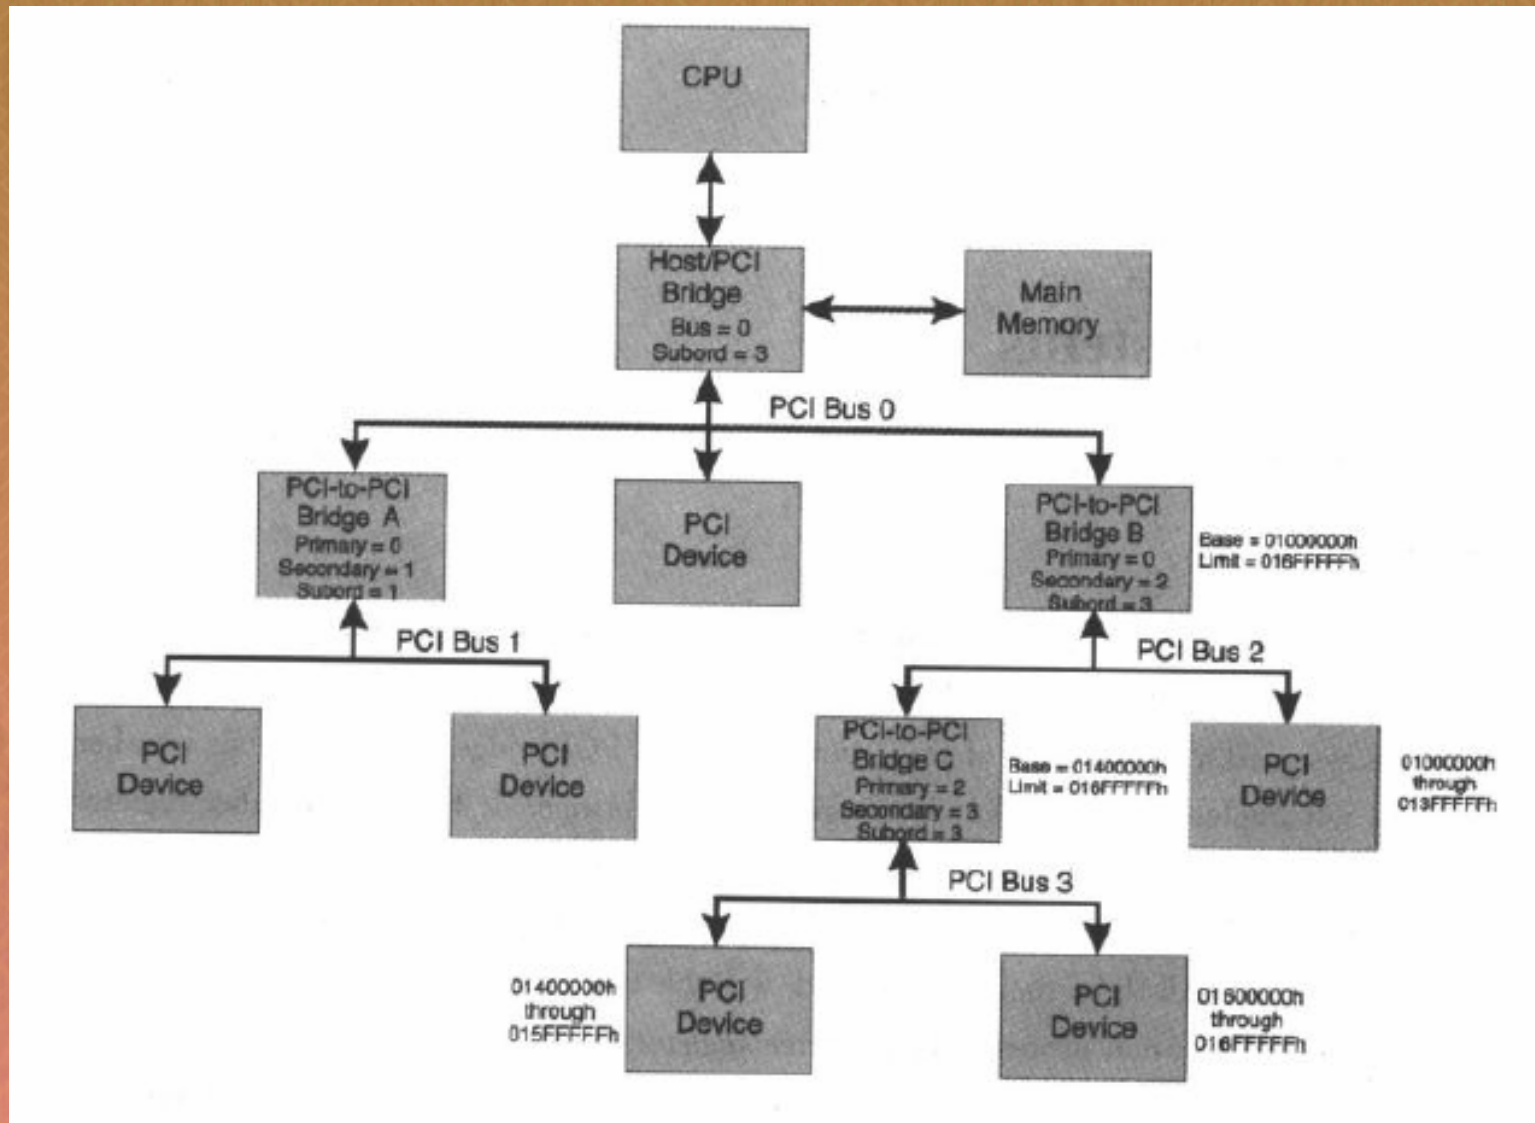 CPU
Host/PCI
Bridge
Bus = 0
Subord = 3
Main
Memory
PCI Bus 0
PCI-to-PCI
Bridge A
Primary = 0
Secondary = 1
Subord = 1
PCI
Device
PCI-to-PCI
Bridge B
Primary = 0
Secondary = 2
Subord = 3
Base = 01000000h
Limit = 016FFFFFh
PCI Bus 1
PCI Bus 2
PCI
Device
PCI
Device
PCI-to-PCI
Bridge C
Primary = 2
Secondary = 3
Subord = 3
Base = 01400000h
Limit = 016FFFFFh
PCI
Device
01000000h
through
013FFFFFh
PCI Bus 3
01400000h
through
015FFFFFh
PCI
Device
PCI
Device
01600000h
through
016FFFFFh